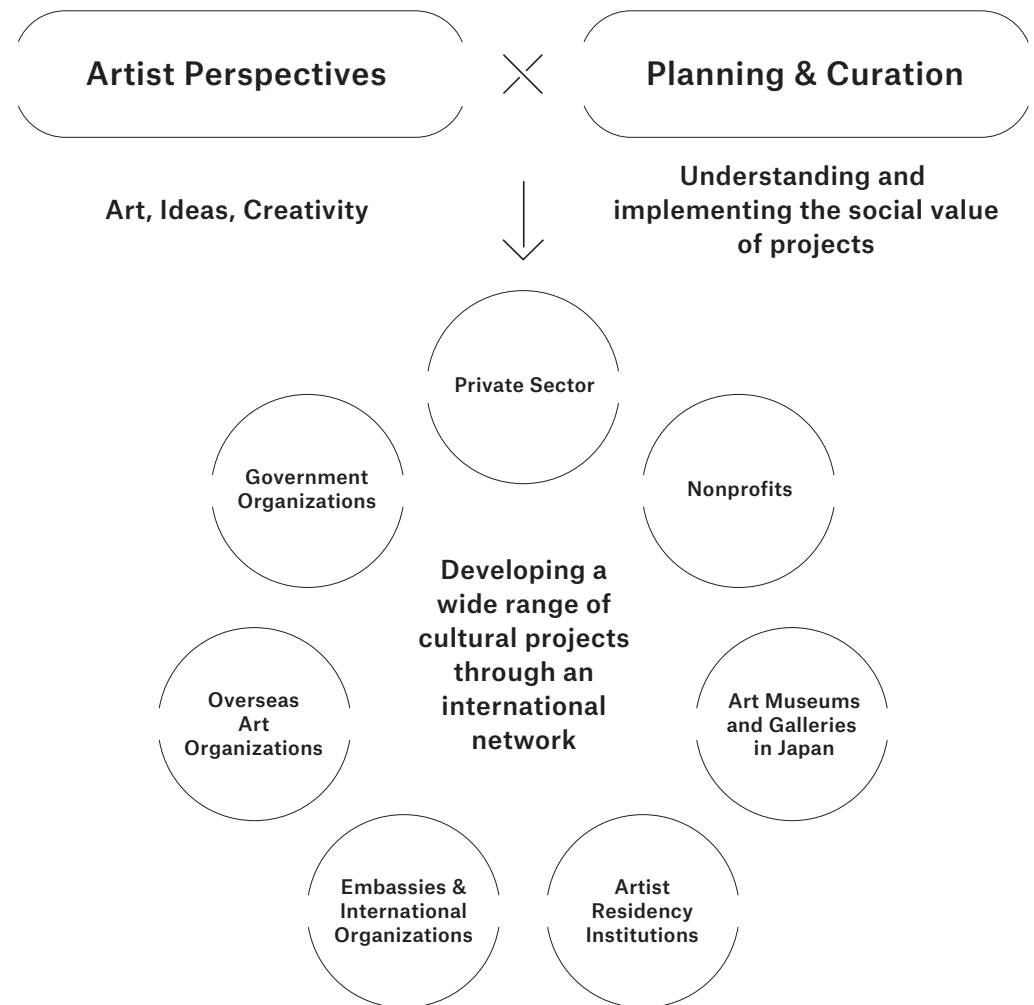 Artist Perspectives
Planning & Curation
Art, Ideas, Creativity
Understanding and
implementing the social value
of projects
Private Sector
Government
Organizations
Nonprofits
Developing a
wide range of
cultural projects
through an
international
network
Overseas
Art
Organizations
Art Museums
and Galleries
in Japan
Embassies &
International
Organizations
Artist
Residency
Institutions